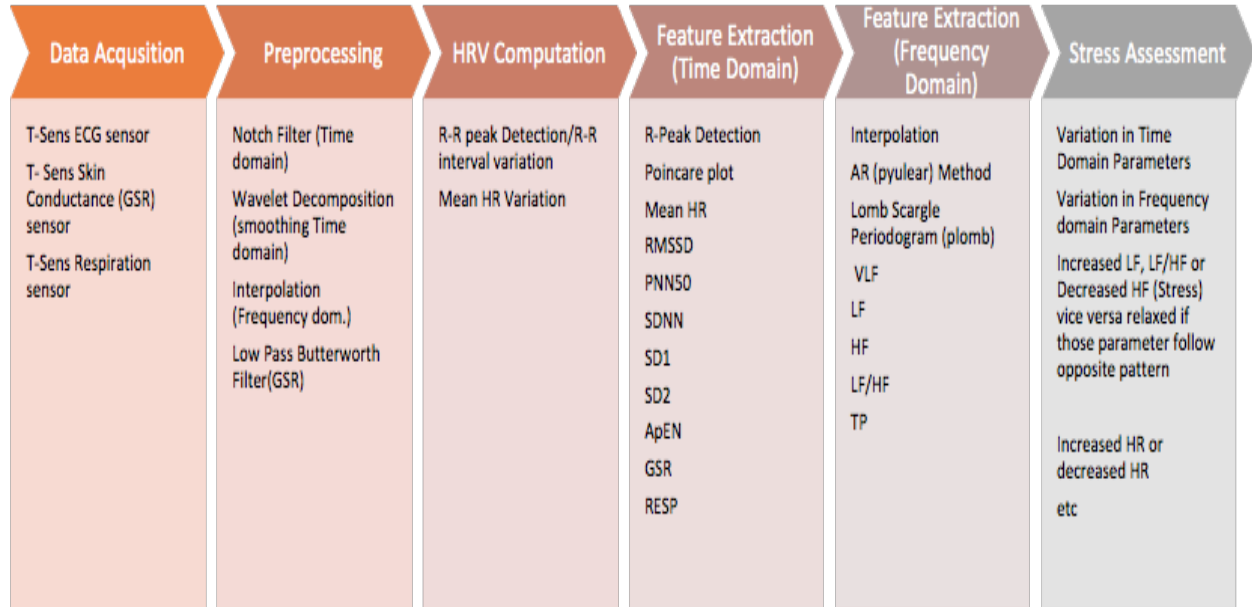 Data Acqusition
T-Sens ECG sensor
T- Sens Skin
Conductance (GSR)
sensor
T-Sens Respiration
sensor
Preprocessing
Notch Filter (Time
domain)
Wavelet Decomposition
(smoothing Time
domain)
Interpolation
(Frequency dom.)
Low Pass Butterworth
Filter(GSR)
HRV Computation
R-R peak Detection/R-R
interval variation
Mean HR Variation
Feature Extraction
(Time Domain)
R-Peak Detection
Poincare plot
Mean HR
RMSSD
PNN50
SDNN
SD1
SD2
ApEN
GSR
RESP
Feature Extraction
(Frequency
Domain)
Interpolation
AR (pyulear) Method
Lomb Scargle
Periodogram (plomb)
VLF
LF
HF
LF/HF
TP
Stress Assessment
Variation in Time
Domain Parameters
Variation in Frequency
domain Parameters
Increased LF, LF/HF or
Decreased HF (Stress)
vice versa relaxed if
those parameter follow
opposite pattern
Increased HR or
decreased HR
etc